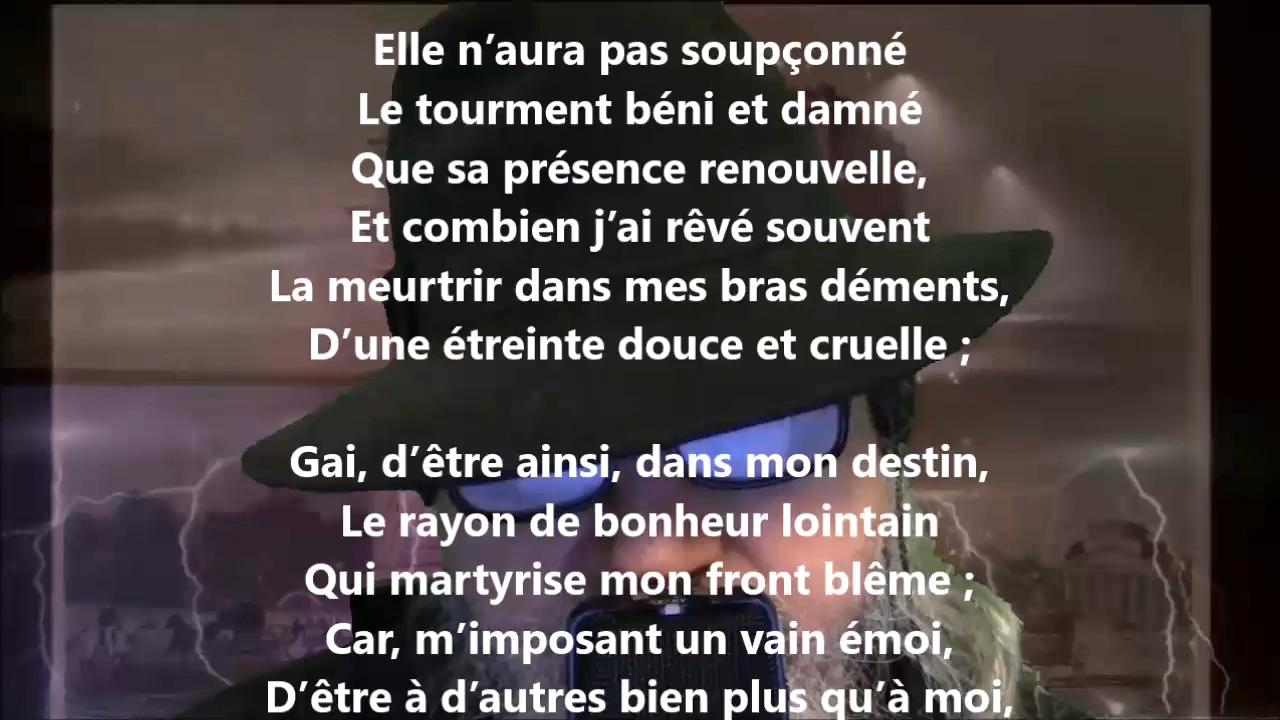 Elle n’aura pas soupçonné
Le tourment béni et damné
Que sa présence renouvelle,
Et combien j’ai rêvé souvent
La meurtrir dans mes bras déments,
D’une étreinte douce et cruelle ;
Gai, d’être ainsi, dans mon destin,
Le rayon de bonheur lointain
Qui martyrise mon front blême ;
Car, m’imposant un vain émoi,
D’être à d’autres bien plus qu’à moi,